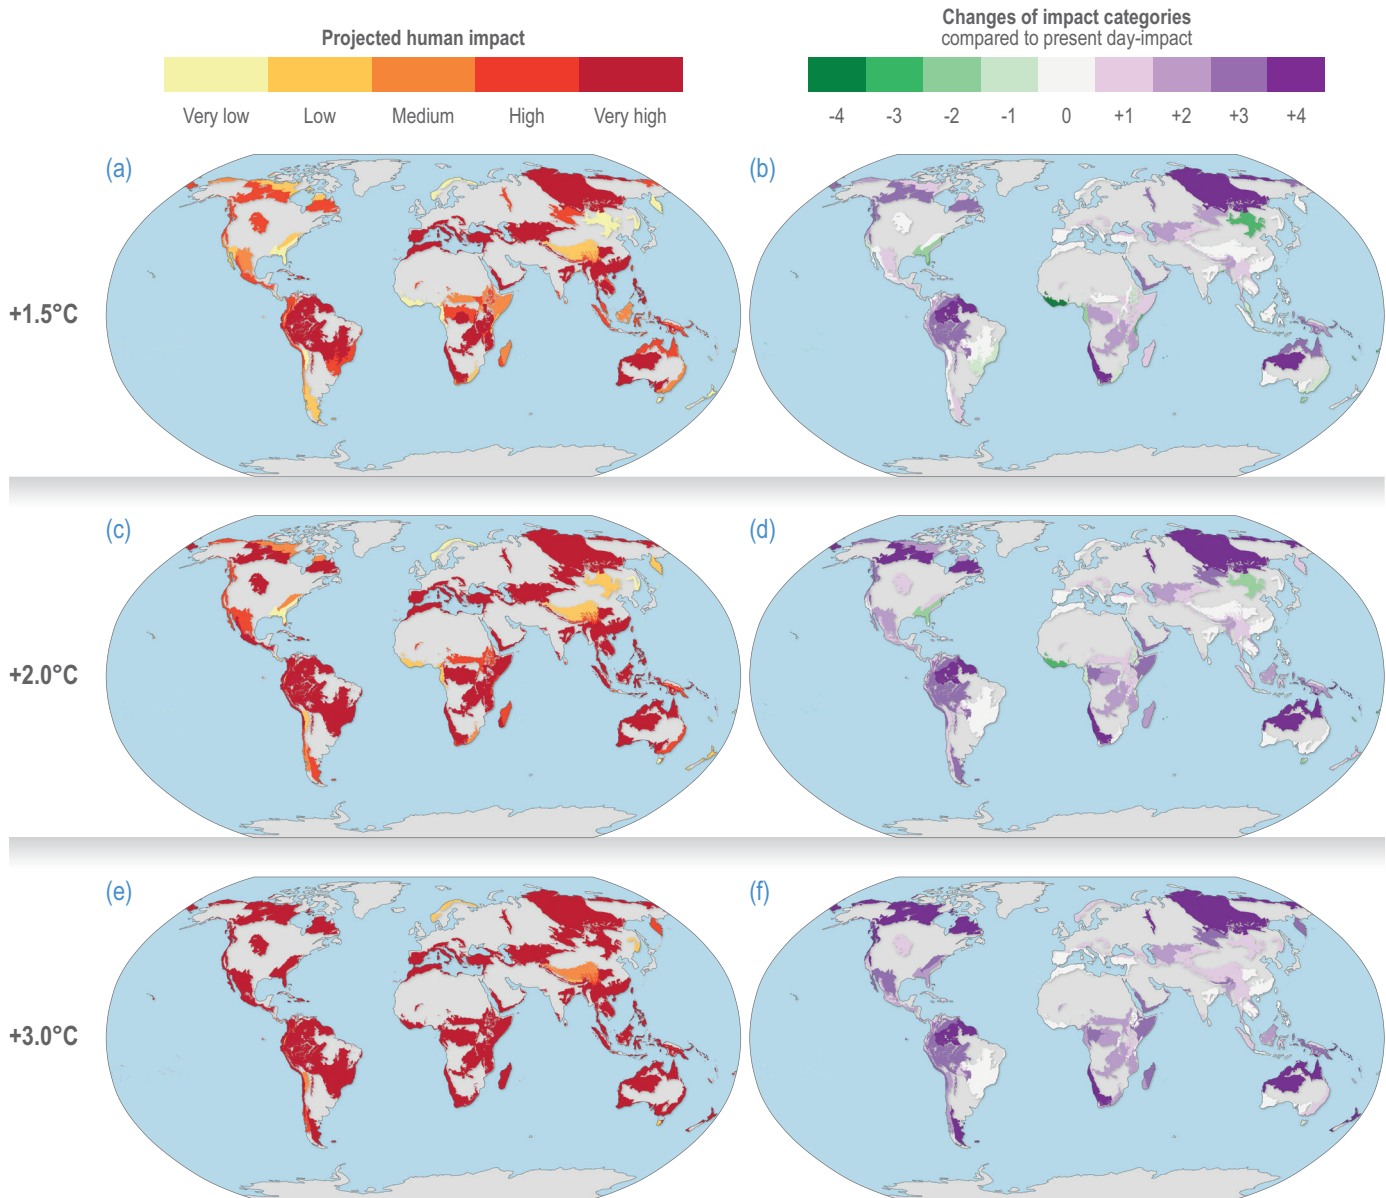 Projected human impact
Very low Low Medium High Very high
Changes of impact categories
compared to present day-impact
-4 -3 -2 -1 0 +1 +2 +3 +4
(a)
(b)
+1.5°C
(c)
(d)
+2.0°C
(e)
(f)
+3.0°C